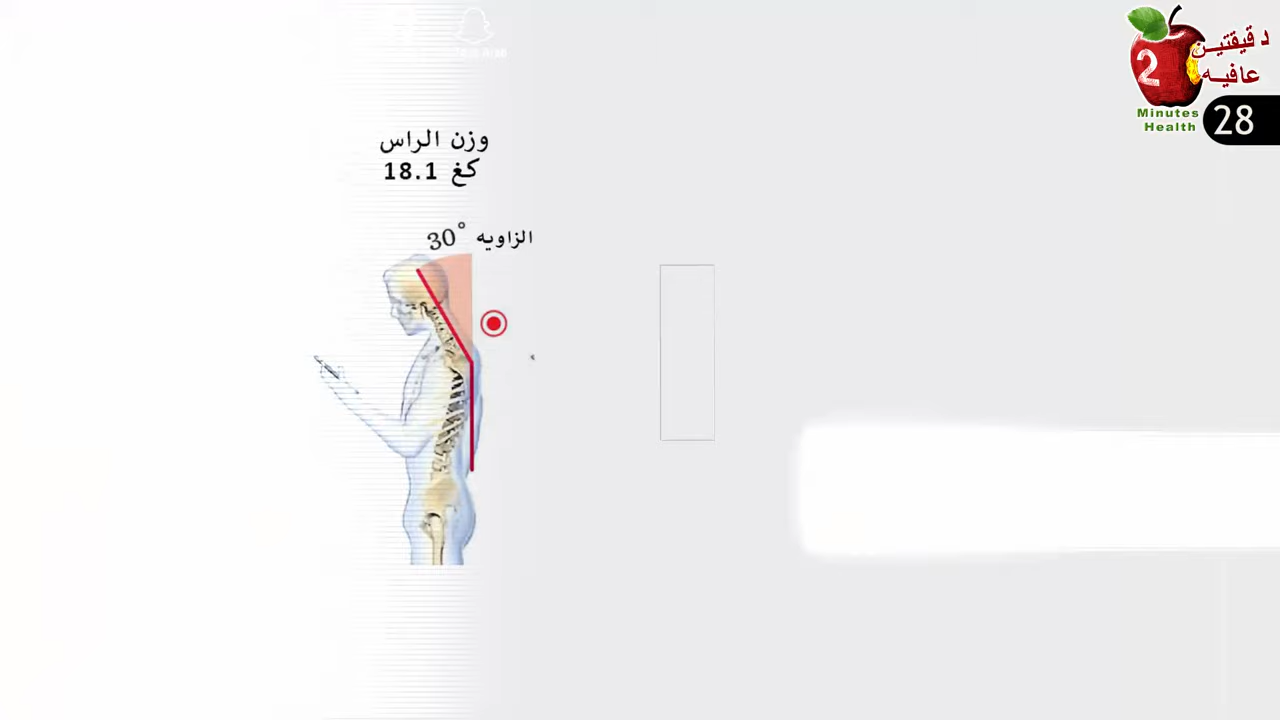 وزن الراس
18.1 كغ
الزاويه 30°
دقيقتين
عافيه
2
Minutes
Health
28